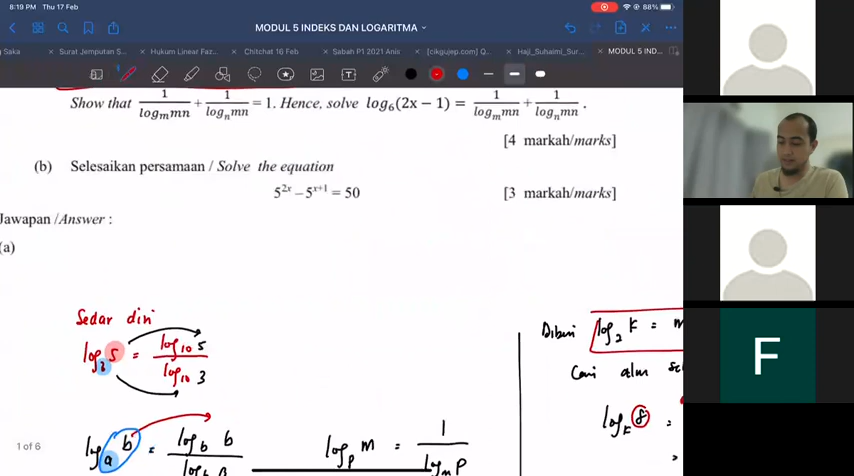 8:19 PM Thu 17 Feb
88%
MODUL 5 INDEKS DAN LOGARITMA
Saka
Surat Jemputan S...
Hukum Linear Faz...
Chitchat 16 Feb
Sabah P1 2021 Anis
[cikgujep.com] Q...
Haji_Suhaimi_Sur...
MODUL 5 IND...
Show that 1/log_m mn + 1/log_n mn = 1. Hence, solve log_6(2x − 1) = 1/log_m mn + 1/log_n mn .
[4 markah/marks]
(b) Selesaikan persamaan / Solve the equation
5^{2x} – 5^{x+1} = 50 [3 markah/marks]
Jawapan /Answer :
(a)
Sedar diri
log_3 5 = log_10 5 / log_10 3
Diberi log_2 K = m
Cari
log_K 8 =
=
log_a b = log_b b / log_b a
log_p m = 1 / log_m p
1 of 6
F